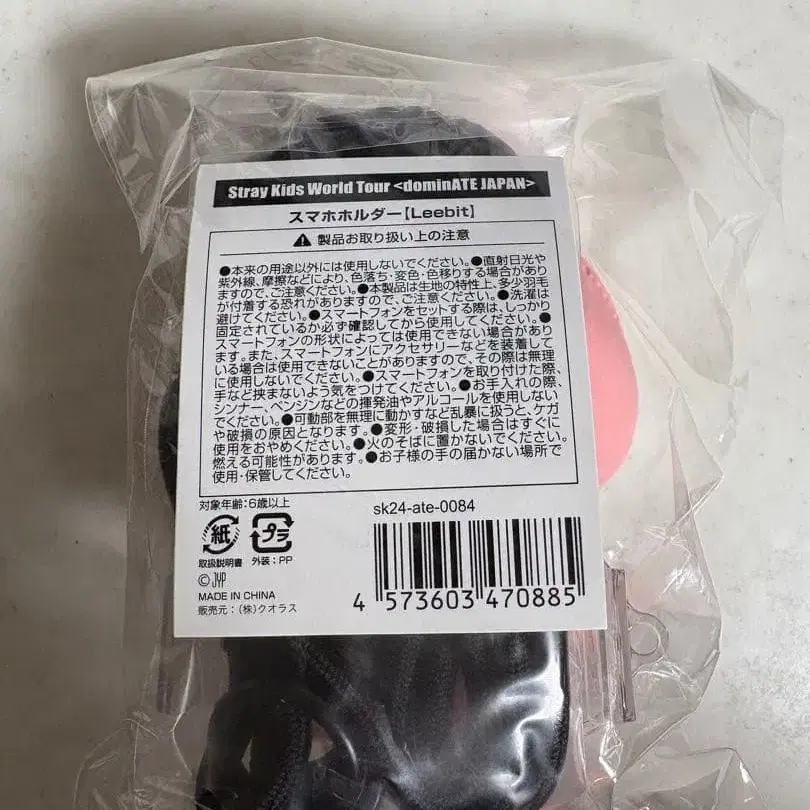 Stray Kids World Tour <dominATE JAPAN>
スマホホルダー【Leebit】
⚠ 製品お取り扱い上の注意
●本来の用途以外には使用しないでください。●直射日光や
紫外線、摩擦などにより、色落ち・変色・色移りする場合があり
ますので、ご注意ください。●本製品は生地の特性上、多少羽毛
が付着する恐れがありますので、ご注意ください。●洗濯は
避けてください。●スマートフォンをセットする際は、しっかり
固定されているか必ず確認してから使用してください。●
スマートフォンの形状によっては使用できない場合があり
ます。また、スマートフォンにアクセサリーなどを装着して
いる場合は使用できないことがありますので、その際は無理
に使用しないでください。●スマートフォンを取り付けた際、
手など挟まないよう気をつけてください。●お手入れの際、
シンナー、ベンジンなどの揮発油やアルコールを使用しない
でください。●可動部を無理に動かすなど乱暴に扱うと、ケガ
や破損の原因となります。●変形・破損した場合はすぐに
使用をおやめください。●火のそばに置かないでください。
燃える可能性があります。●お子様の手の届かない場所で
使用・保管してください。
対象年齢:6歳以上
sk24-ate-0084
紙
プラ
取扱説明書 外装:PP
© JYP
MADE IN CHINA
販売元:(株)クオラス
4 573603 470885